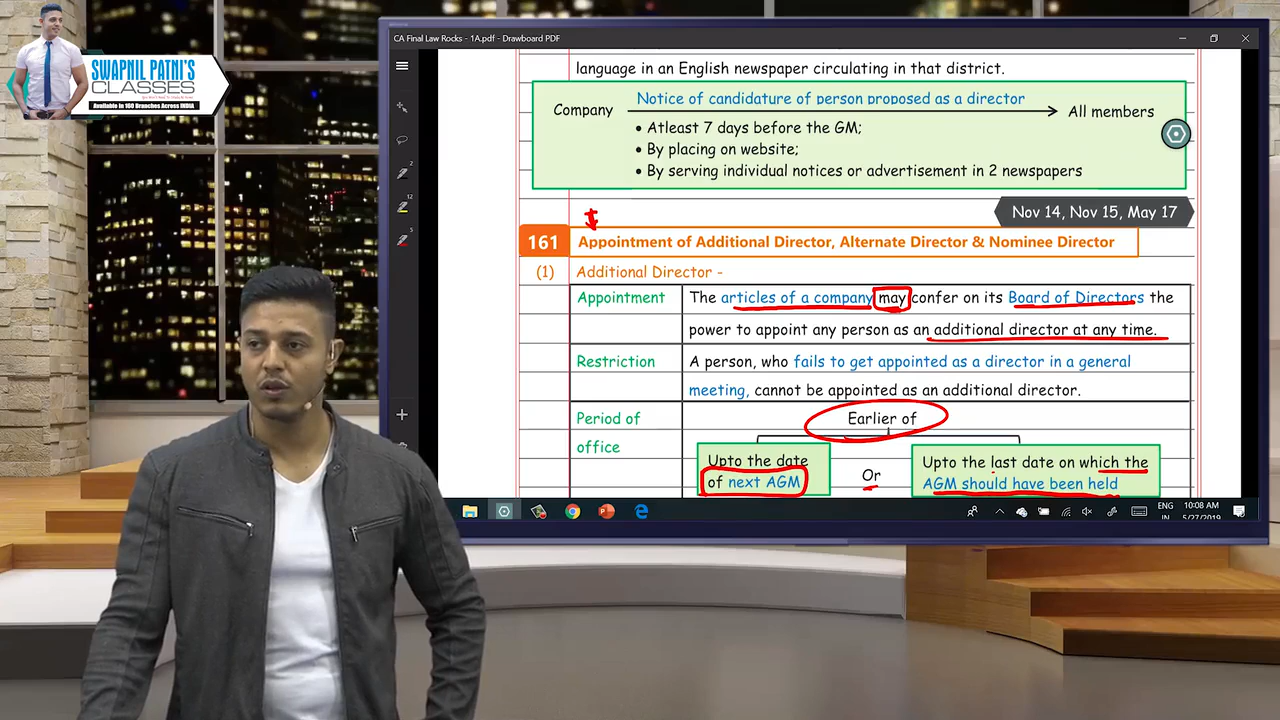 SWAPNIL PATNI'S
CLASSES
Available in 160 Branches Across INDIA
CA Final Law Rocks - 1A.pdf - Drawboard PDF
language in an English newspaper circulating in that district.
Notice of candidature of person proposed as a director
Company
All members
• Atleast 7 days before the GM;
• By placing on website;
• By serving individual notices or advertisement in 2 newspapers
Nov 14, Nov 15, May 17
161 Appointment of Additional Director, Alternate Director & Nominee Director
(1) Additional Director -
Appointment The articles of a company may confer on its Board of Directors the
power to appoint any person as an additional director at any time.
Restriction A person, who fails to get appointed as a director in a general
meeting, cannot be appointed as an additional director.
Period of Earlier of
office
Upto the date
of next AGM
Or
Upto the last date on which the
AGM should have been held
2
12
5
ENG
IN
10:08 AM
5/27/2019